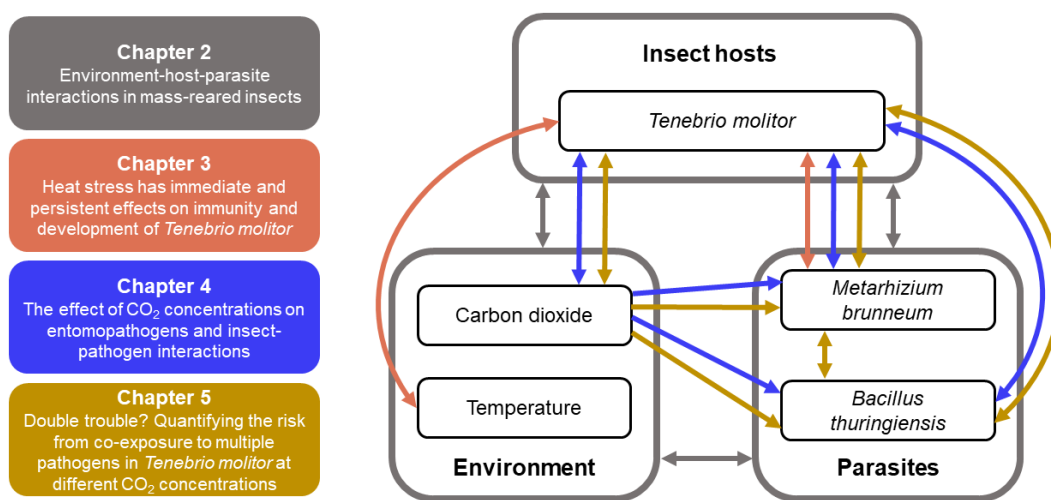 Chapter 2
Environment-host-parasite
interactions in mass-reared insects
Chapter 3
Heat stress has immediate and
persistent effects on immunity and
development of Tenebrio molitor
Chapter 4
The effect of CO₂ concentrations on
entomopathogens and insect-
pathogen interactions
Chapter 5
Double trouble? Quantifying the risk
from co-exposure to multiple
pathogens in Tenebrio molitor at
different CO₂ concentrations
Insect hosts
Tenebrio molitor
Carbon dioxide
Temperature
Environment
Metarhizium
brunneum
Bacillus
thuringiensis
Parasites